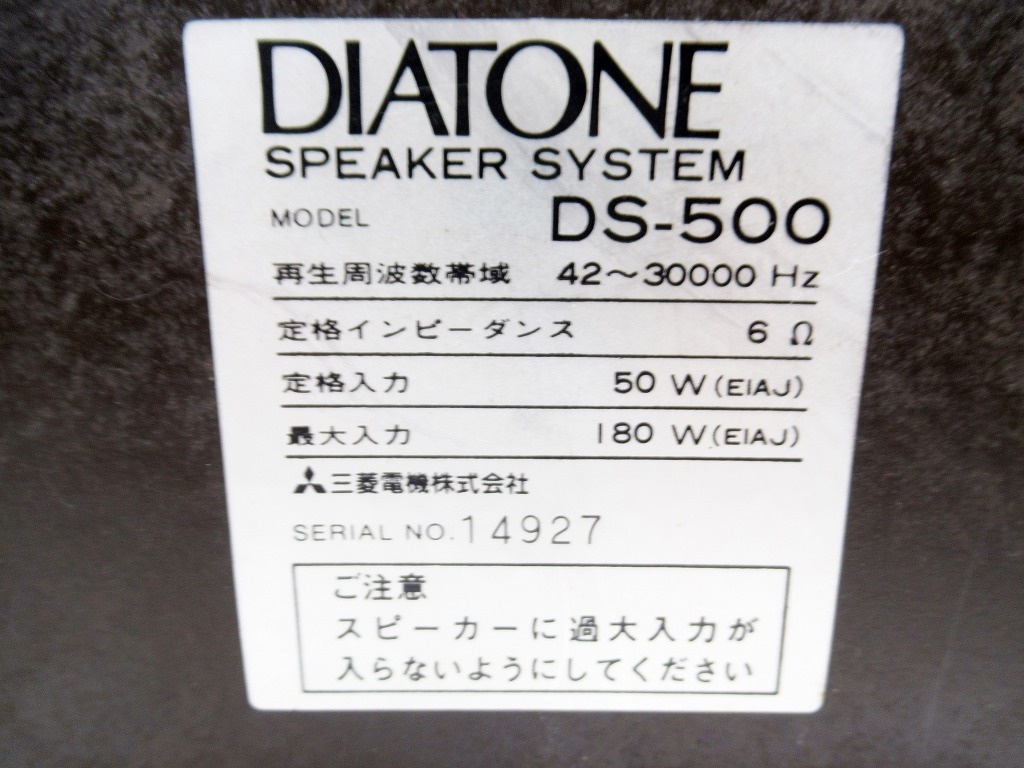 DIATONE
SPEAKER SYSTEM
MODEL DS-500
再生周波数帯域 42～30000 Hz
定格インピーダンス 6 Ω
定格入力 50 W (EIAJ)
最大入力 180 W (EIAJ)
三菱電機株式会社
SERIAL NO. 14927
ご注意
スピーカーに過大入力が
入らないようにしてください